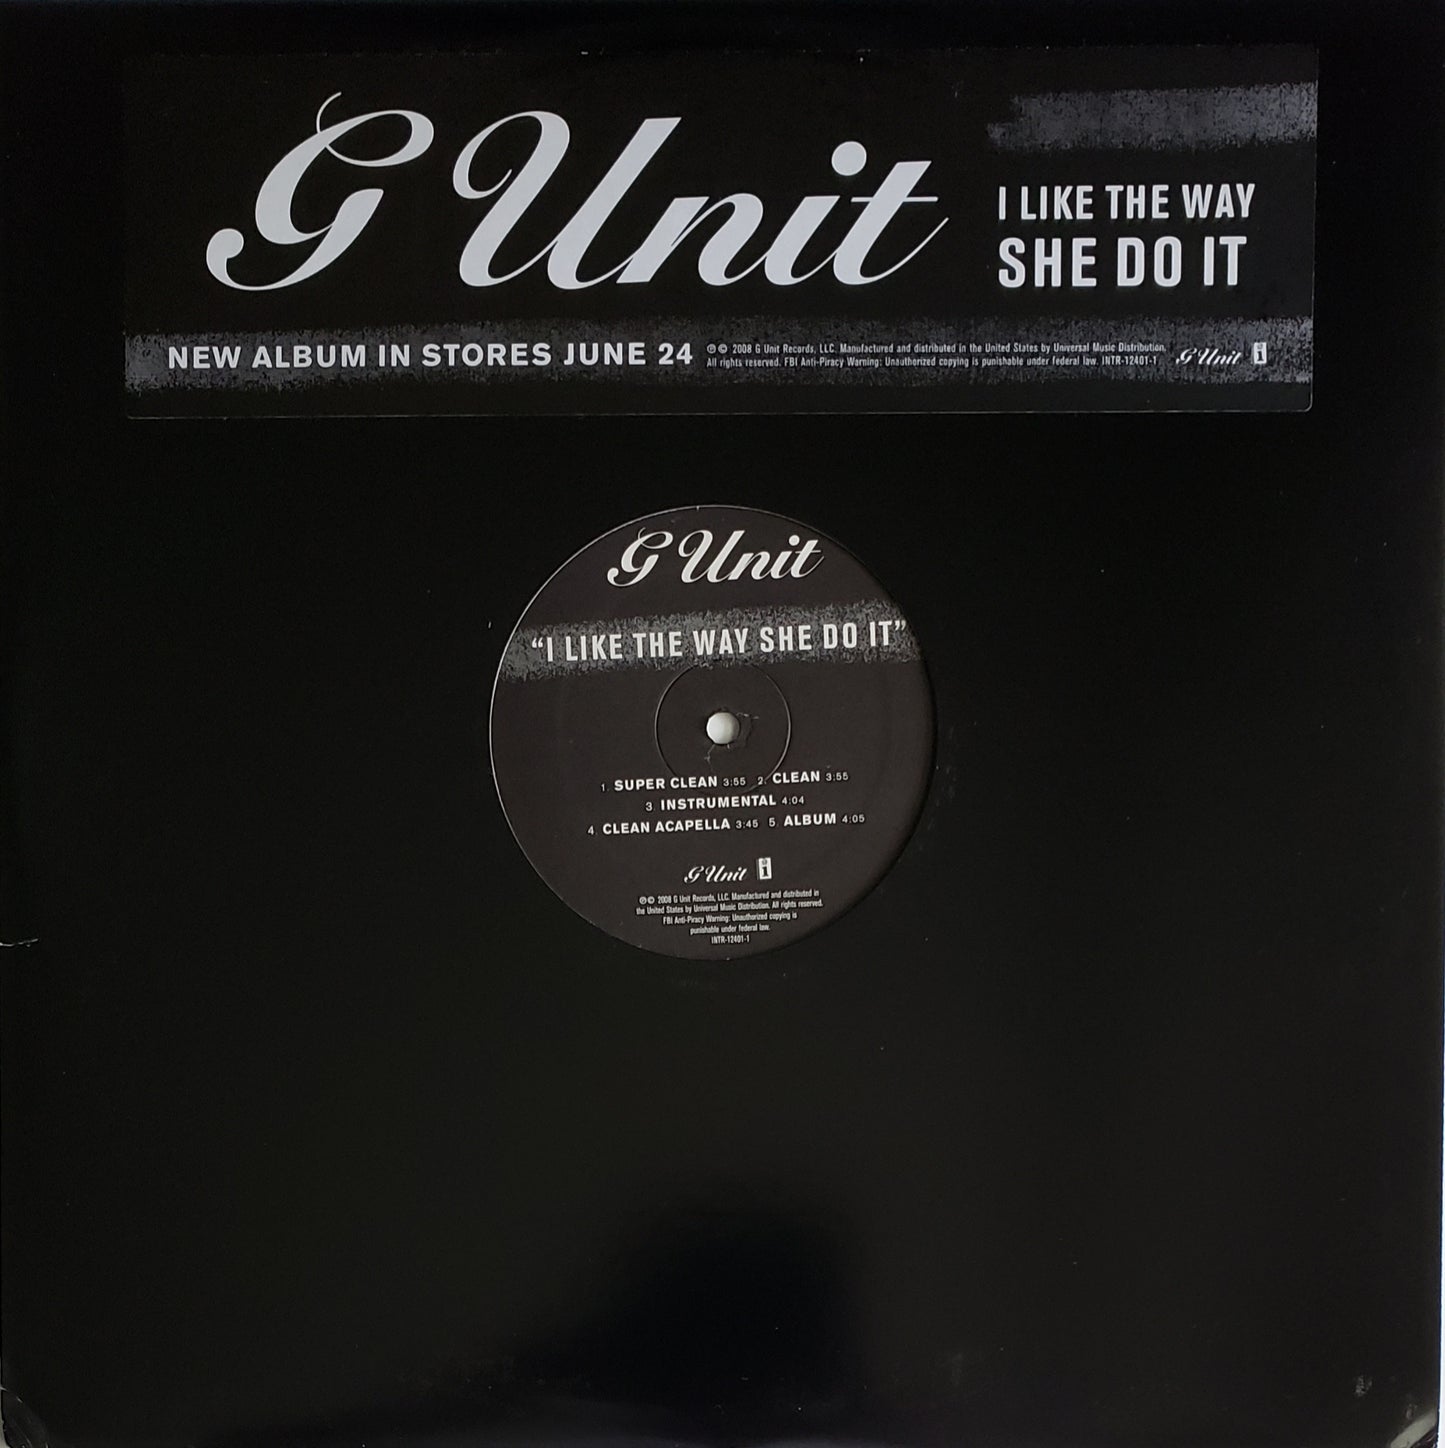 G Unit
I LIKE THE WAY
SHE DO IT
NEW ALBUM IN STORES JUNE 24
℗© 2008 G Unit Records, LLC. Manufactured and distributed in the United States by Universal Music Distribution.
All rights reserved. FBI Anti-Piracy Warning: Unauthorized copying is punishable under federal law. INTR-12401-1
G Unit
i
G Unit
“I LIKE THE WAY SHE DO IT”
1. SUPER CLEAN 3:55 2. CLEAN 3:55
3. INSTRUMENTAL 4:04
4. CLEAN ACAPELLA 3:45 5. ALBUM 4:05
G Unit
i
℗© 2008 G Unit Records, LLC. Manufactured and distributed in
the United States by Universal Music Distribution. All rights reserved.
FBI Anti-Piracy Warning: Unauthorized copying is
punishable under federal law.
INTR-12401-1